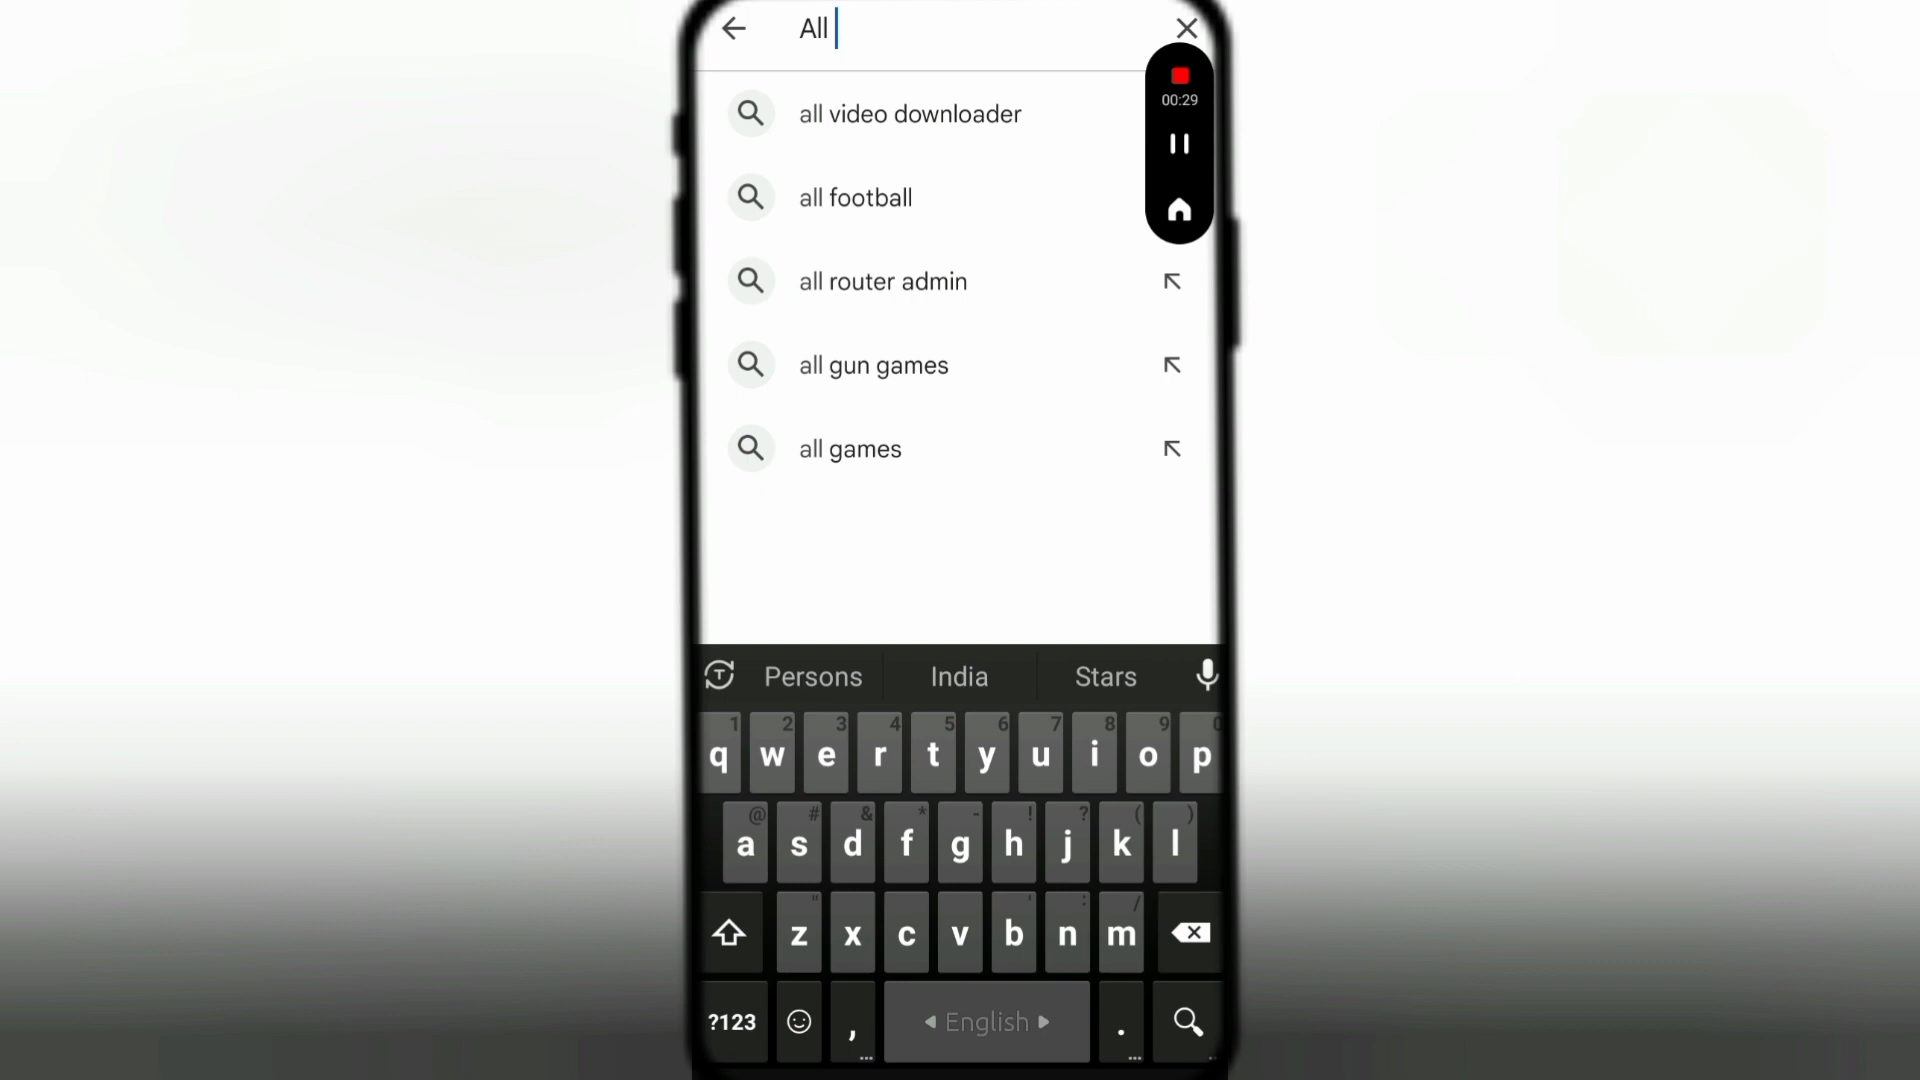 All
00:29
all video downloader
all football
all router admin
all gun games
all games
Persons India Stars
1 2 3 4 5 6 7 8 9 0
q w e r t y u i o p
@ # & * - ! ? ( )
a s d f g h j k l
" ' : /
z x c v b n m
?123 , English .